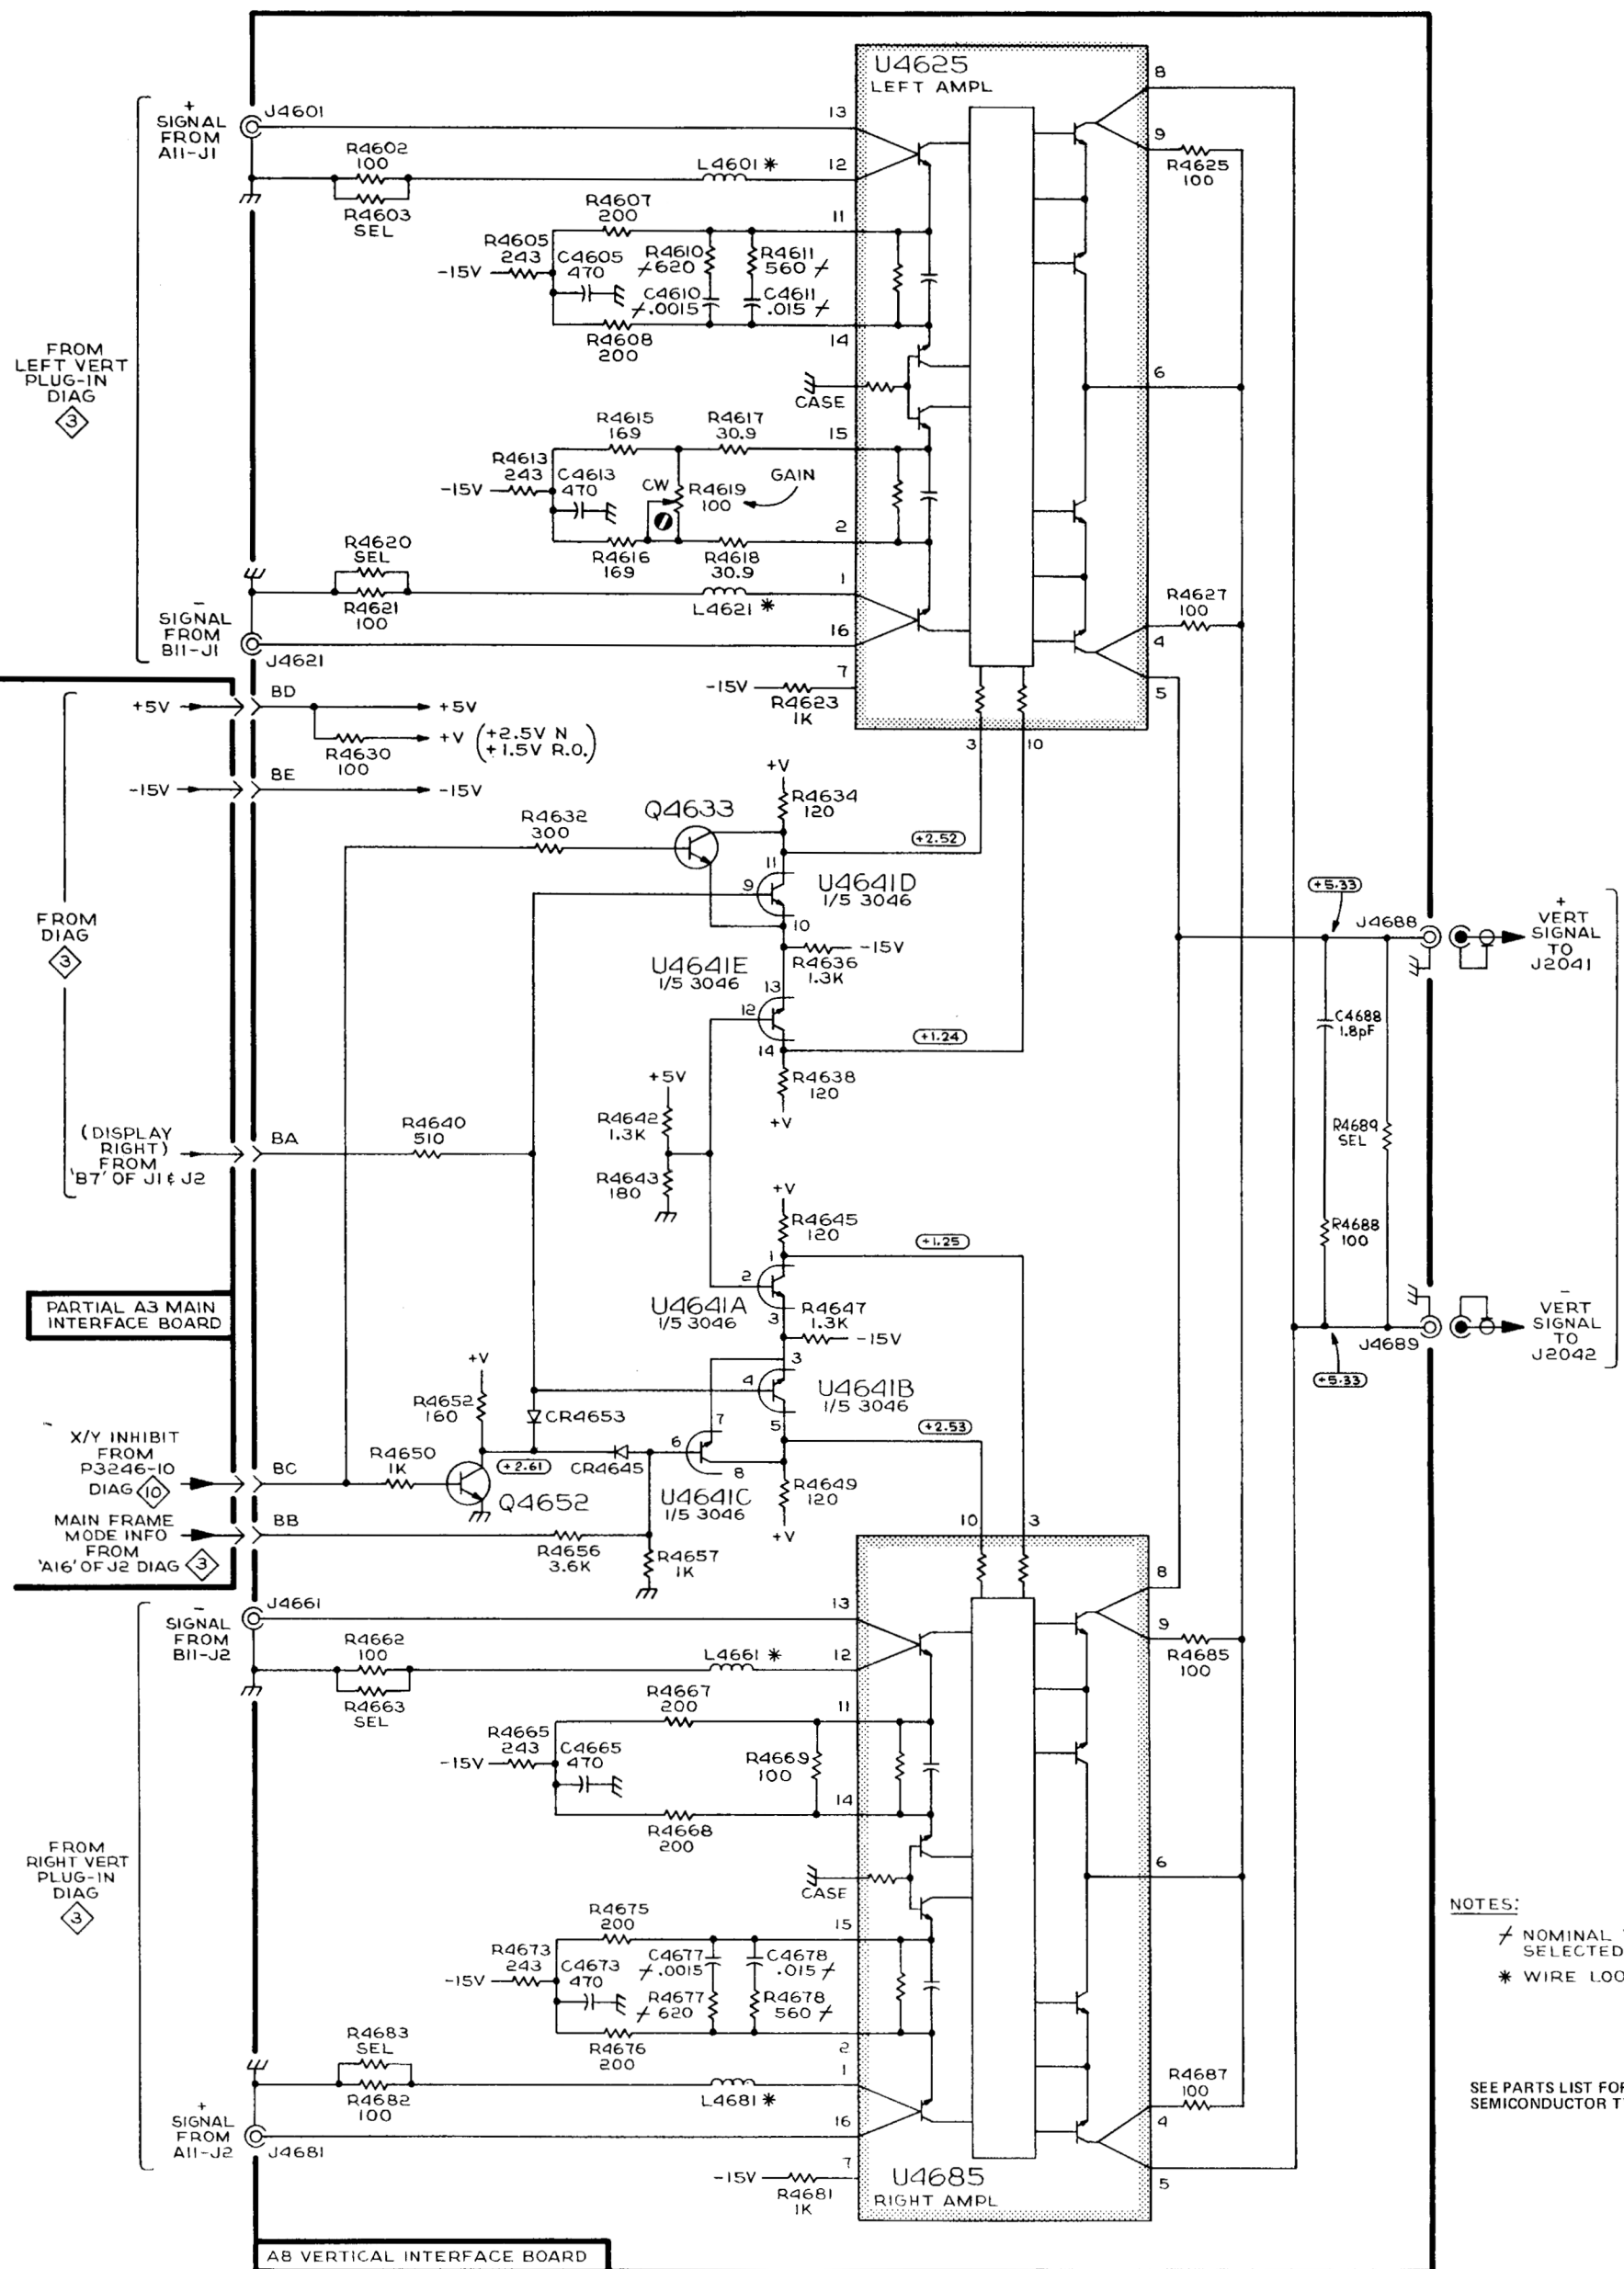 U4625
LEFT AMPL
8
9
R4625
100
+
SIGNAL
FROM
A11-J1
J4601
13
R4602
100
L4601 *
12
R4603
SEL
R4607
200
11
R4605
243
C4605
470
R4610
≠620
R4611
560 ≠
-15V
C4610
≠.0015
C4611
.015 ≠
R4608
200
14
FROM
LEFT VERT
PLUG-IN
DIAG
3
CASE
6
R4615
169
R4617
30.9
15
R4613
243
C4613
470
CW
R4619
100
GAIN
-15V
2
R4616
169
R4618
30.9
R4620
SEL
1
R4621
100
L4621 *
R4627
100
4
5
–
SIGNAL
FROM
B11-J1
16
J4621
7
-15V
R4623
1K
3
10
+5V
BD
+5V
R4630
100
+V (+2.5V N
+1.5V R.O.)
-15V
BE
-15V
+V
R4634
120
R4632
300
Q4633
+2.52
11
9
U4641D
1/5 3046
10
-15V
R4636
1.3K
FROM
DIAG
3
U4641E
1/5 3046
13
12
+1.24
14
R4638
120
+V
+5.33
J4688
+
VERT
SIGNAL
TO
J2041
C4688
1.8pF
R4689
SEL
R4688
100
+5V
R4642
1.3K
R4643
180
(DISPLAY
RIGHT)
FROM
'B7' OF J1 & J2
BA
R4640
510
+V
R4645
120
1
+1.25
2
U4641A
1/5 3046
3
R4647
1.3K
-15V
PARTIAL A3 MAIN
INTERFACE BOARD
–
VERT
SIGNAL
TO
J2042
J4689
+5.33
3
4
U4641B
1/5 3046
5
+2.53
+V
R4652
160
CR4653
7
6
8
CR4645
+2.61
U4641C
1/5 3046
R4649
120
+V
–
X/Y INHIBIT
FROM
P3246-10
DIAG 10
BC
R4650
1K
Q4652
MAIN FRAME
MODE INFO
FROM
'A16' OF J2 DIAG 3
BB
R4656
3.6K
R4657
1K
10
3
–
SIGNAL
FROM
B11-J2
J4661
13
8
R4662
100
L4661 *
12
9
R4685
100
R4663
SEL
R4667
200
11
R4665
243
C4665
470
R4669
100
-15V
14
R4668
200
FROM
RIGHT VERT
PLUG-IN
DIAG
3
CASE
6
R4675
200
15
R4673
243
C4673
470
C4677
≠.0015
C4678
.015 ≠
-15V
R4677
≠ 620
R4678
560 ≠
R4676
200
2
R4683
SEL
1
R4682
100
L4681 *
R4687
100
4
+
SIGNAL
FROM
A11-J2
J4681
16
7
-15V
R4681
1K
U4685
RIGHT AMPL
5
NOTES:
≠ NOMINAL
SELECTED
* WIRE LOO
SEE PARTS LIST FOR
SEMICONDUCTOR T
A8 VERTICAL INTERFACE BOARD